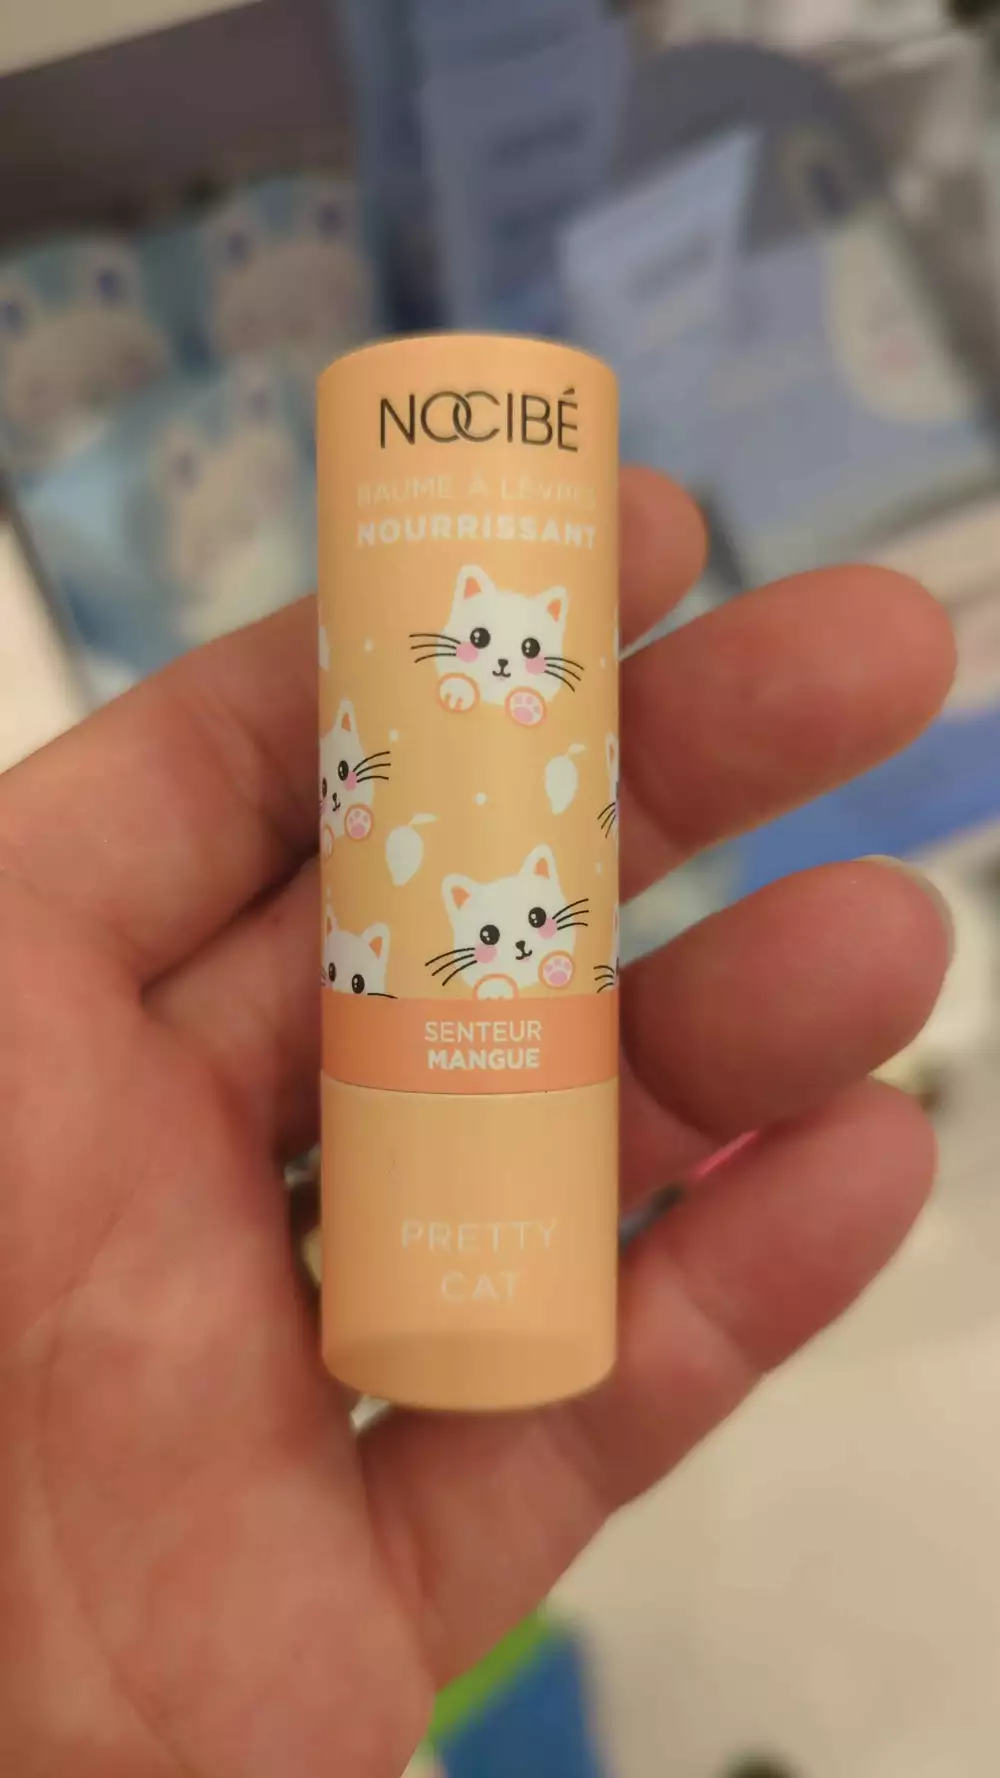 NOCIBÉ
BAUME À LÈVRES
NOURRISSANT
SENTEUR
MANGUE
PRETTY
CAT